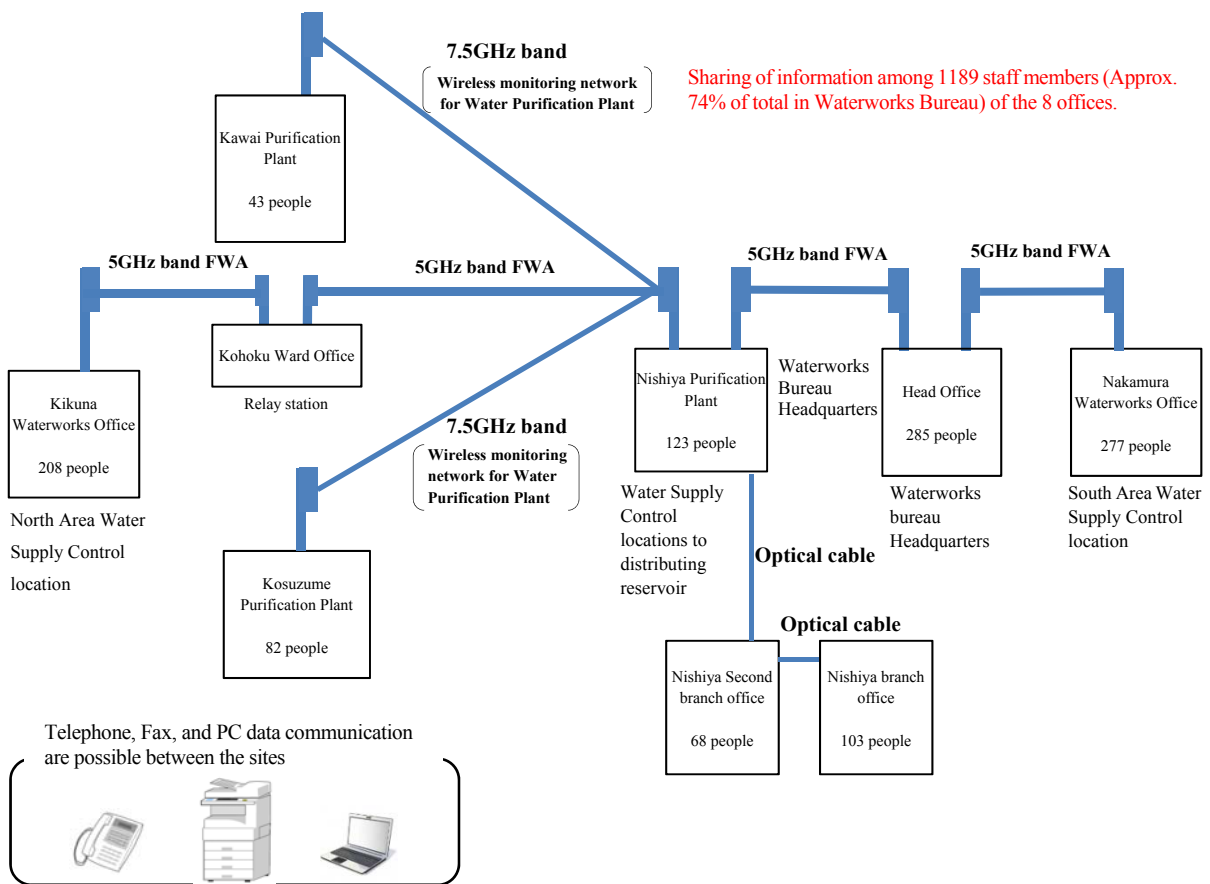 7.5GHz band
Wireless monitoring network
for Water Purification Plant
Sharing of information among 1189 staff members (Approx.
74% of total in Waterworks Bureau) of the 8 offices.
Kawai Purification
Plant
43 people
5GHz band FWA
5GHz band FWA
5GHz band FWA
5GHz band FWA
Kikuna
Waterworks Office
208 people
North Area Water
Supply Control
location
Kohoku Ward Office
Relay station
7.5GHz band
Wireless monitoring
network for Water
Purification Plant
Kosuzume
Purification Plant
82 people
Nishiya Purification
Plant
123 people
Water Supply
Control
locations to
distributing
reservoir
Waterworks
Bureau
Headquarters
Head Office
285 people
Waterworks
bureau
Headquarters
Nakamura
Waterworks Office
277 people
South Area Water
Supply Control
location
Optical cable
Optical cable
Nishiya Second
branch office
68 people
Nishiya branch
office
103 people
Telephone, Fax, and PC data communication
are possible between the sites